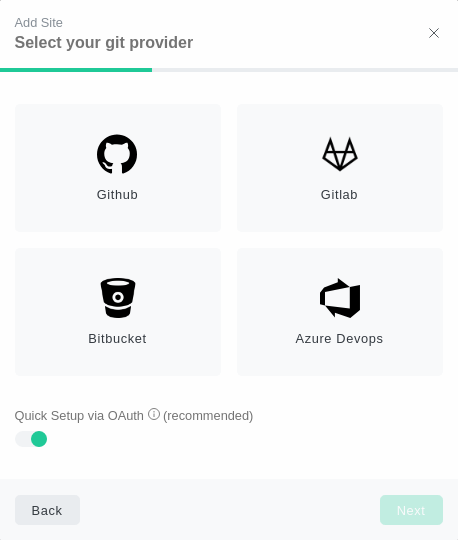 Add Site
Select your git provider
Github
Gitlab
Bitbucket
Azure Devops
Quick Setup via OAuth (recommended)
Back
Next